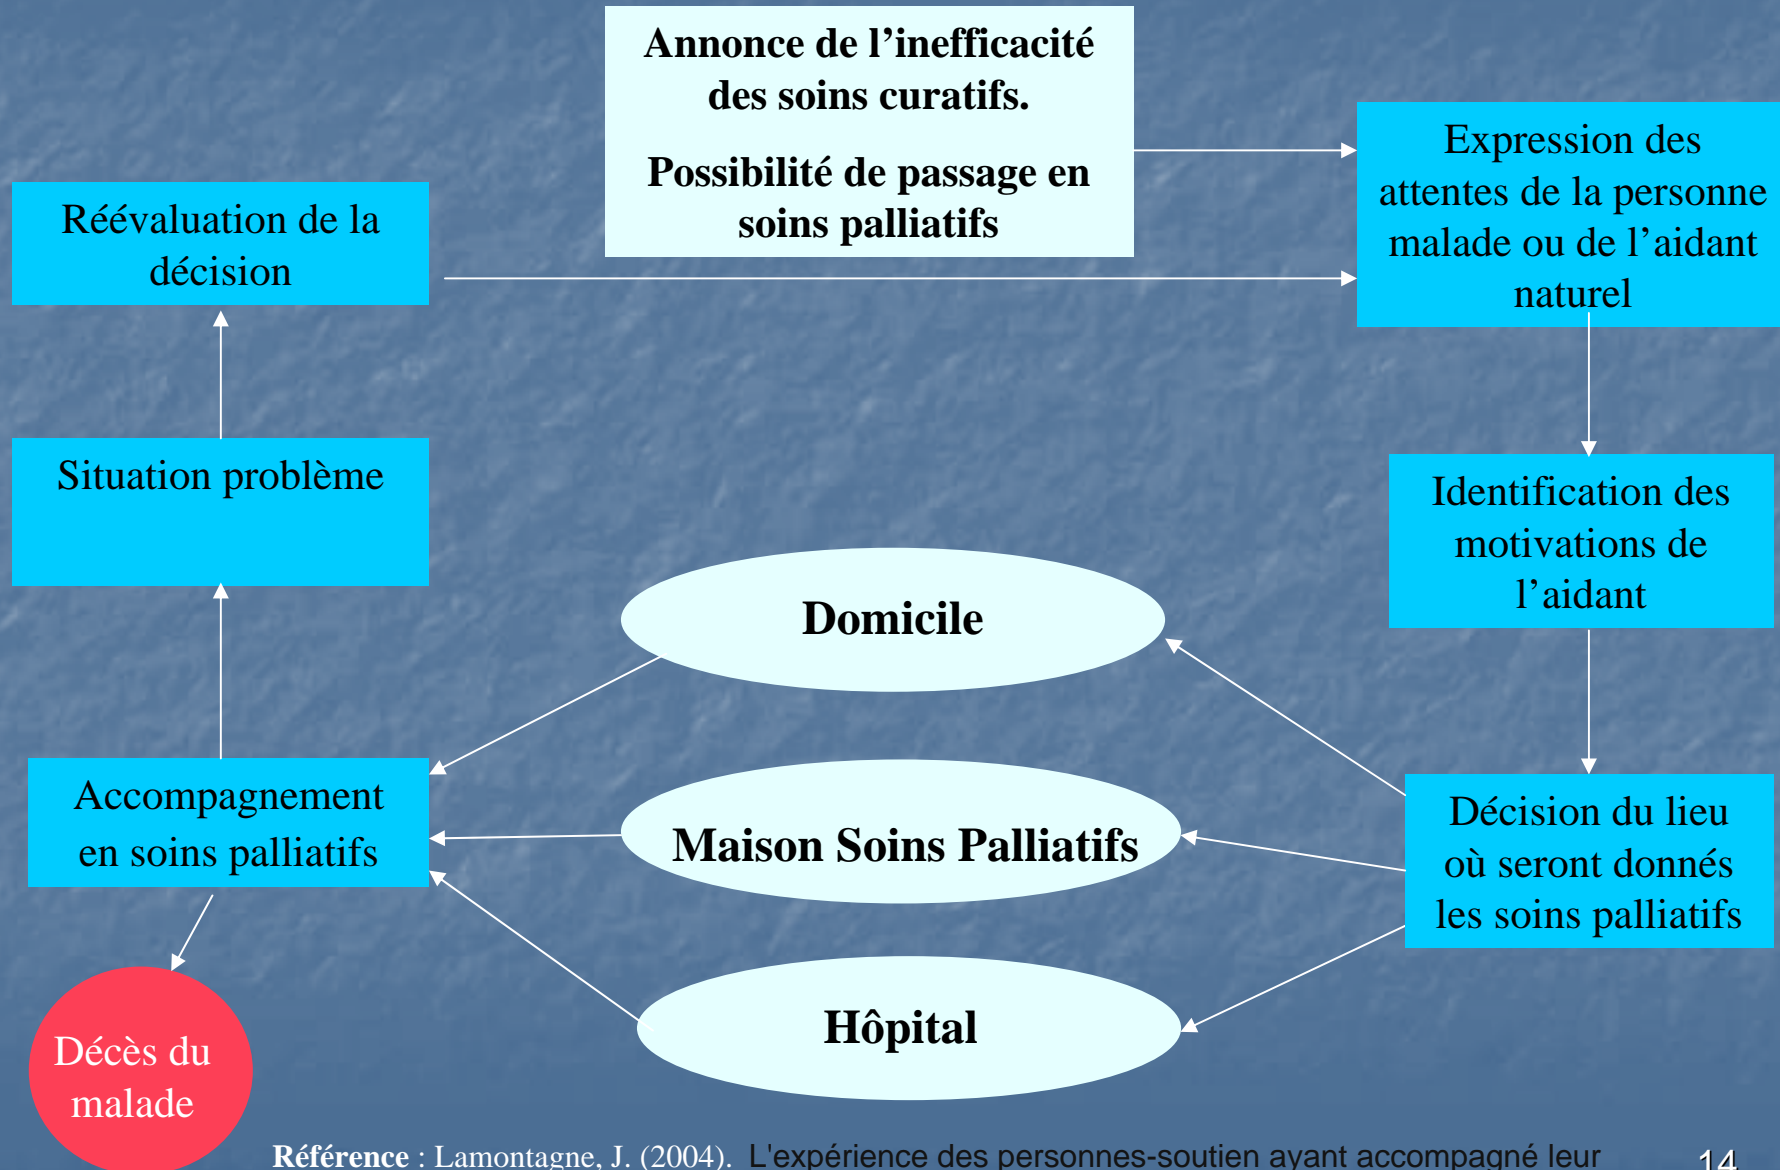 Annonce de l’inefficacité
des soins curatifs.
Possibilité de passage en
soins palliatifs
Expression des
attentes de la personne
malade ou de l’aidant
naturel
Réévaluation de la
décision
Situation problème
Identification des
motivations de
l’aidant
Domicile
Accompagnement
en soins palliatifs
Maison Soins Palliatifs
Décision du lieu
où seront donnés
les soins palliatifs
Hôpital
Décès du
malade
Référence : Lamontagne, J. (2004). L'expérience des personnes-soutien ayant accompagné leur
14